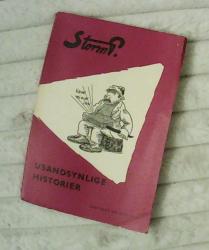 Storm P.
USANDSYNLIGE
HISTORIER